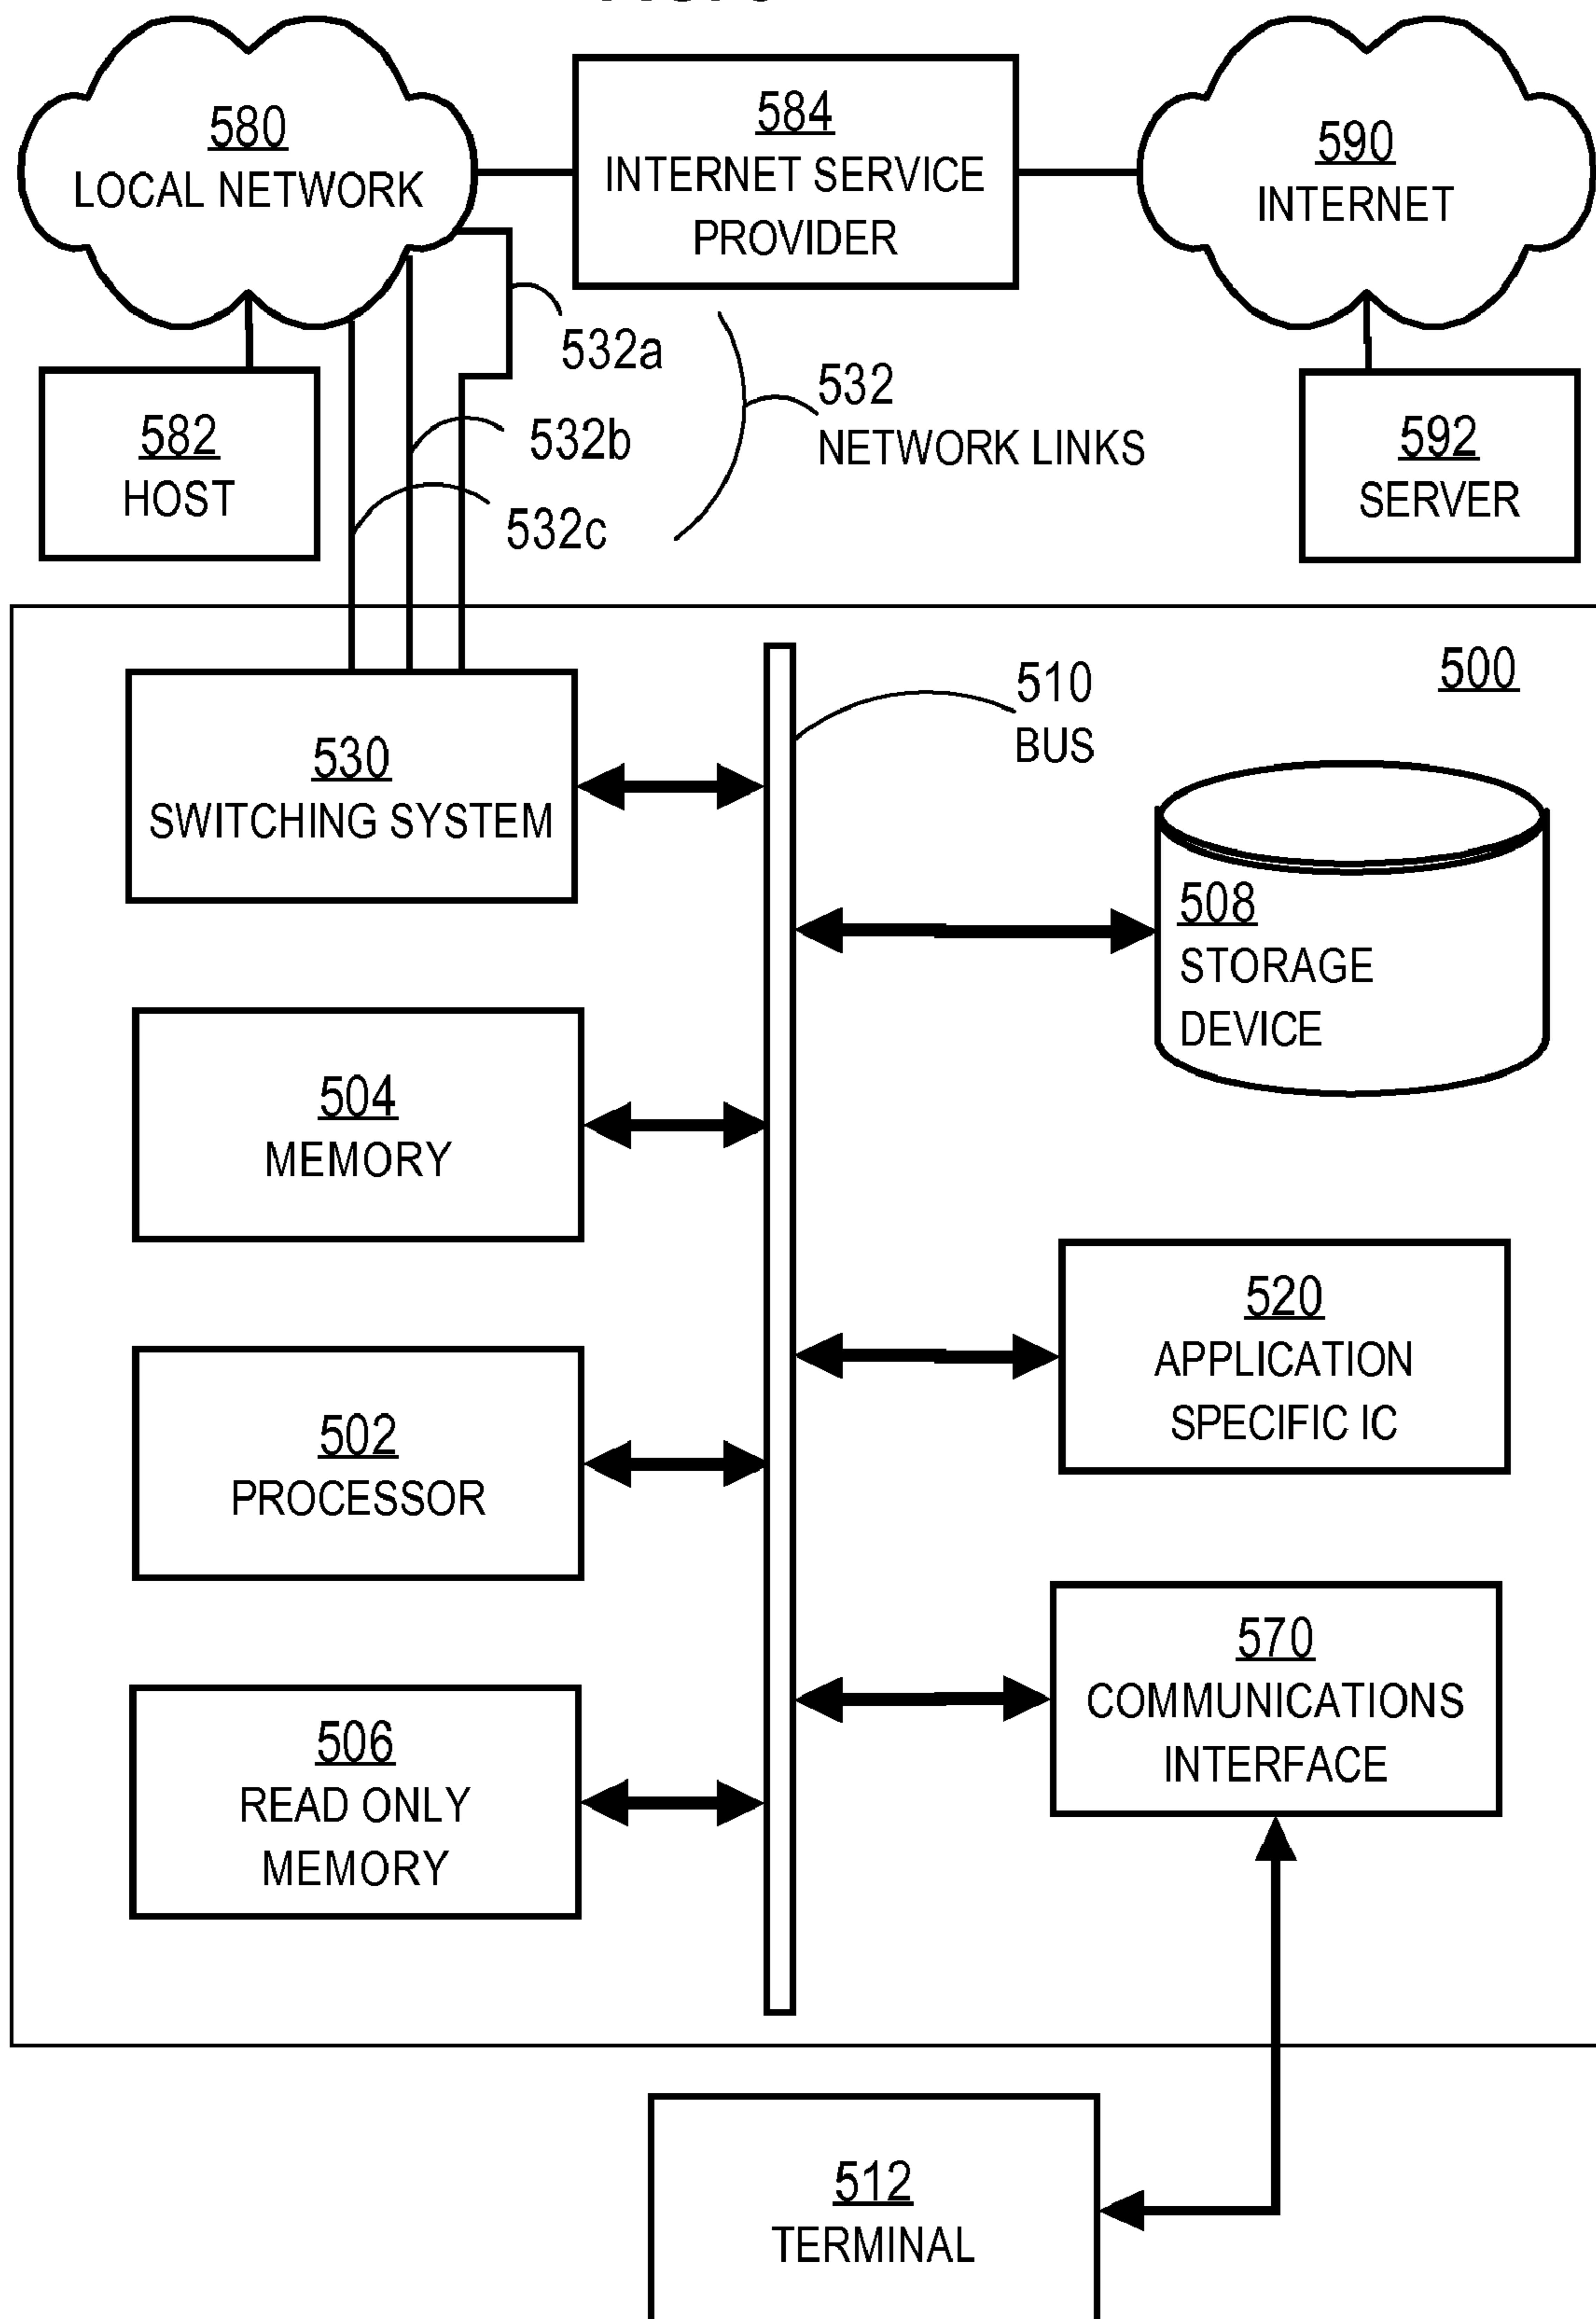 580
LOCAL NETWORK
584
INTERNET SERVICE
PROVIDER
590
INTERNET
532a
532
NETWORK LINKS
582
HOST
532b
532c
592
SERVER
500
510
BUS
530
SWITCHING SYSTEM
508
STORAGE
DEVICE
504
MEMORY
520
APPLICATION
SPECIFIC IC
502
PROCESSOR
570
COMMUNICATIONS
INTERFACE
506
READ ONLY
MEMORY
512
TERMINAL